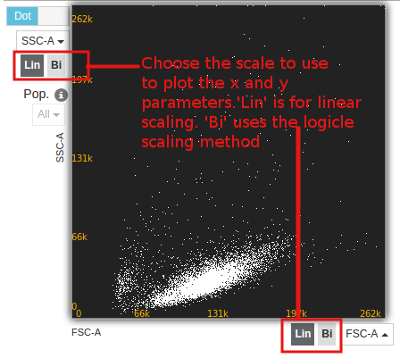 Dot
SSC-A
Lin Bi
Pop.
All
SSC-A
262k
197k
131k
66k
0
Choose the scale to use
to plot the x and y
parameters.'Lin' is for linear
scaling. 'Bi' uses the logicle
scaling method
0 66k 131k 197k 262k
FSC-A
Lin Bi
FSC-A